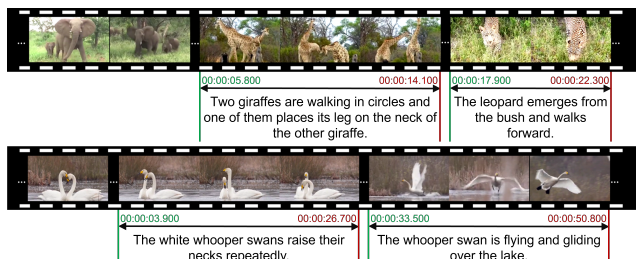 ... ... ... ...
00:00:05.800 00:00:14.100 00:00:17.900 00:00:22.300
Two giraffes are walking in circles and
one of them places its leg on the neck of
the other giraffe.
The leopard emerges from
the bush and walks
forward.
... ... ... ...
00:00:03.900 00:00:26.700 00:00:33.500 00:00:50.800
The white whooper swans raise their
necks repeatedly.
The whooper swan is flying and gliding
over the lake.